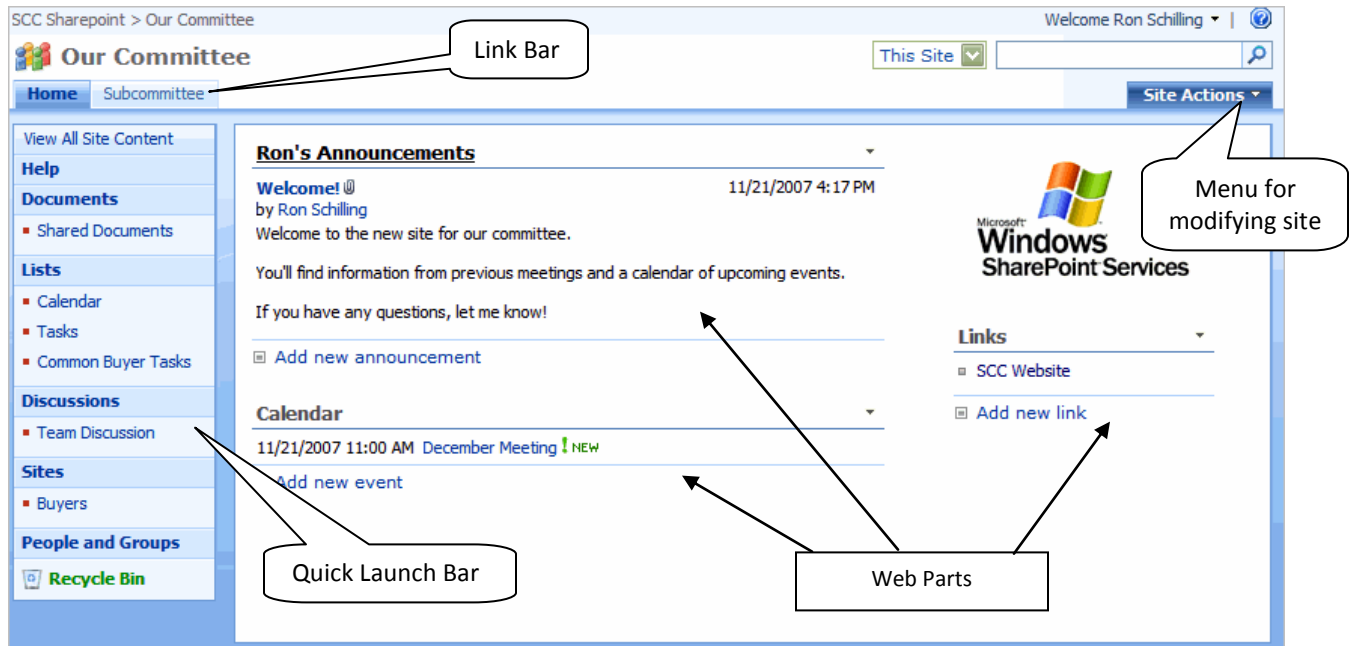 SCC Sharepoint > Our Committee
Welcome Ron Schilling
Our Committee
Link Bar
This Site
Home Subcommittee
Site Actions
View All Site Content
Help
Documents
Shared Documents
Lists
Calendar
Tasks
Common Buyer Tasks
Discussions
Team Discussion
Sites
Buyers
People and Groups
Recycle Bin
Quick Launch Bar
Ron's Announcements
Welcome! 11/21/2007 4:17 PM
by Ron Schilling
Welcome to the new site for our committee.
You'll find information from previous meetings and a calendar of upcoming events.
If you have any questions, let me know!
Add new announcement
Calendar
11/21/2007 11:00 AM December Meeting ! NEW
Add new event
Menu for
modifying site
Microsoft
Windows
SharePoint Services
Links
SCC Website
Add new link
Web Parts